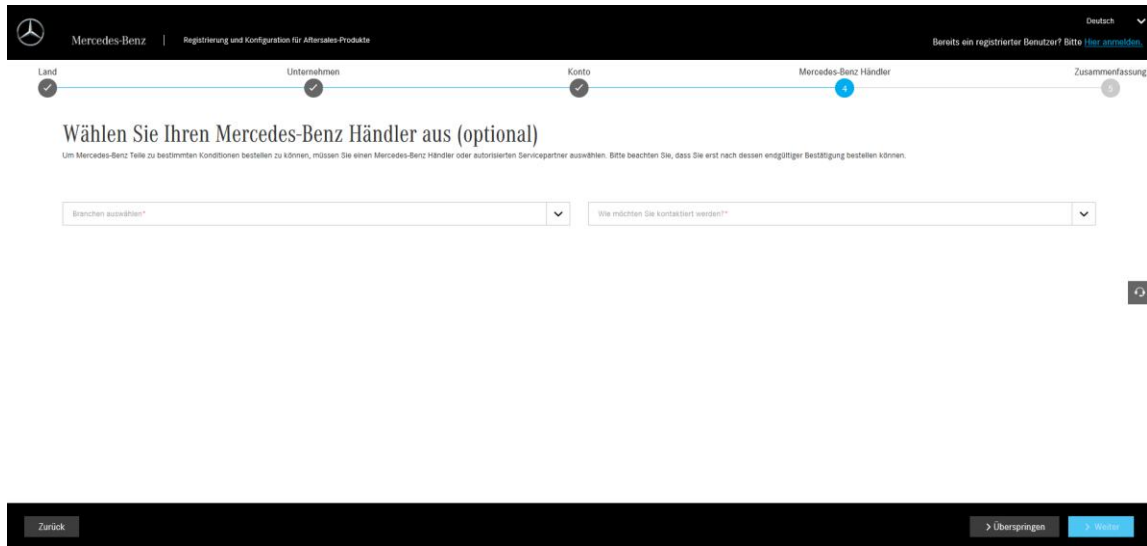 Deutsch
Mercedes-Benz | Registrierung und Konfiguration für Aftersales-Produkte
Bereits ein registrierter Benutzer? Bitte Hier anmelden.
Land Unternehmen Konto Mercedes-Benz Händler Zusammenfassung
4 5
Wählen Sie Ihren Mercedes-Benz Händler aus (optional)
Um Mercedes-Benz Teile zu bestimmten Konditionen bestellen zu können, müssen Sie einen Mercedes-Benz Händler oder autorisierten Servicepartner auswählen. Bitte beachten Sie, dass Sie erst nach dessen endgültiger Bestätigung bestellen können.
Branchen auswählen* Wie möchten Sie kontaktiert werden?*
Zurück > Überspringen > Weiter